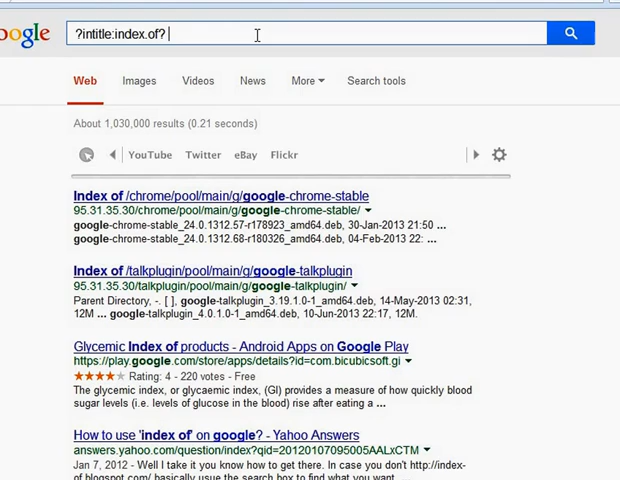 oogle
?intitle:index.of?
Web Images Videos News More Search tools
About 1,030,000 results (0.21 seconds)
YouTube Twitter eBay Flickr
Index of /chrome/pool/main/g/google-chrome-stable
95.31.35.30/chrome/pool/main/g/google-chrome-stable/
google-chrome-stable_24.0.1312.57-r178923_amd64.deb, 30-Jan-2013 21:50 ...
google-chrome-stable_24.0.1312.68-r180326_amd64.deb, 04-Feb-2013 22: ...
Index of /talkplugin/pool/main/g/google-talkplugin
95.31.35.30/talkplugin/pool/main/g/google-talkplugin/
Parent Directory, -. [ ], google-talkplugin_3.19.1.0-1_amd64.deb, 14-May-2013 02:31,
12M ... google-talkplugin_4.0.1.0-1_amd64.deb, 10-Jun-2013 22:17, 12M.
Glycemic Index of products - Android Apps on Google Play
https://play.google.com/store/apps/details?id=com.bicubicsoft.gi
Rating: 4 - 220 votes - Free
The glycemic index, or glycaemic index, (GI) provides a measure of how quickly blood
sugar levels (i.e. levels of glucose in the blood) rise after eating a ...
How to use 'index of' on google? - Yahoo Answers
answers.yahoo.com/question/index?qid=20120107095005AALxCTM
Jan 7, 2012 - Well I take it you know how to get there. In case you don't http://index-
of.blogspot.com/ basically usue the search box to find what you want.